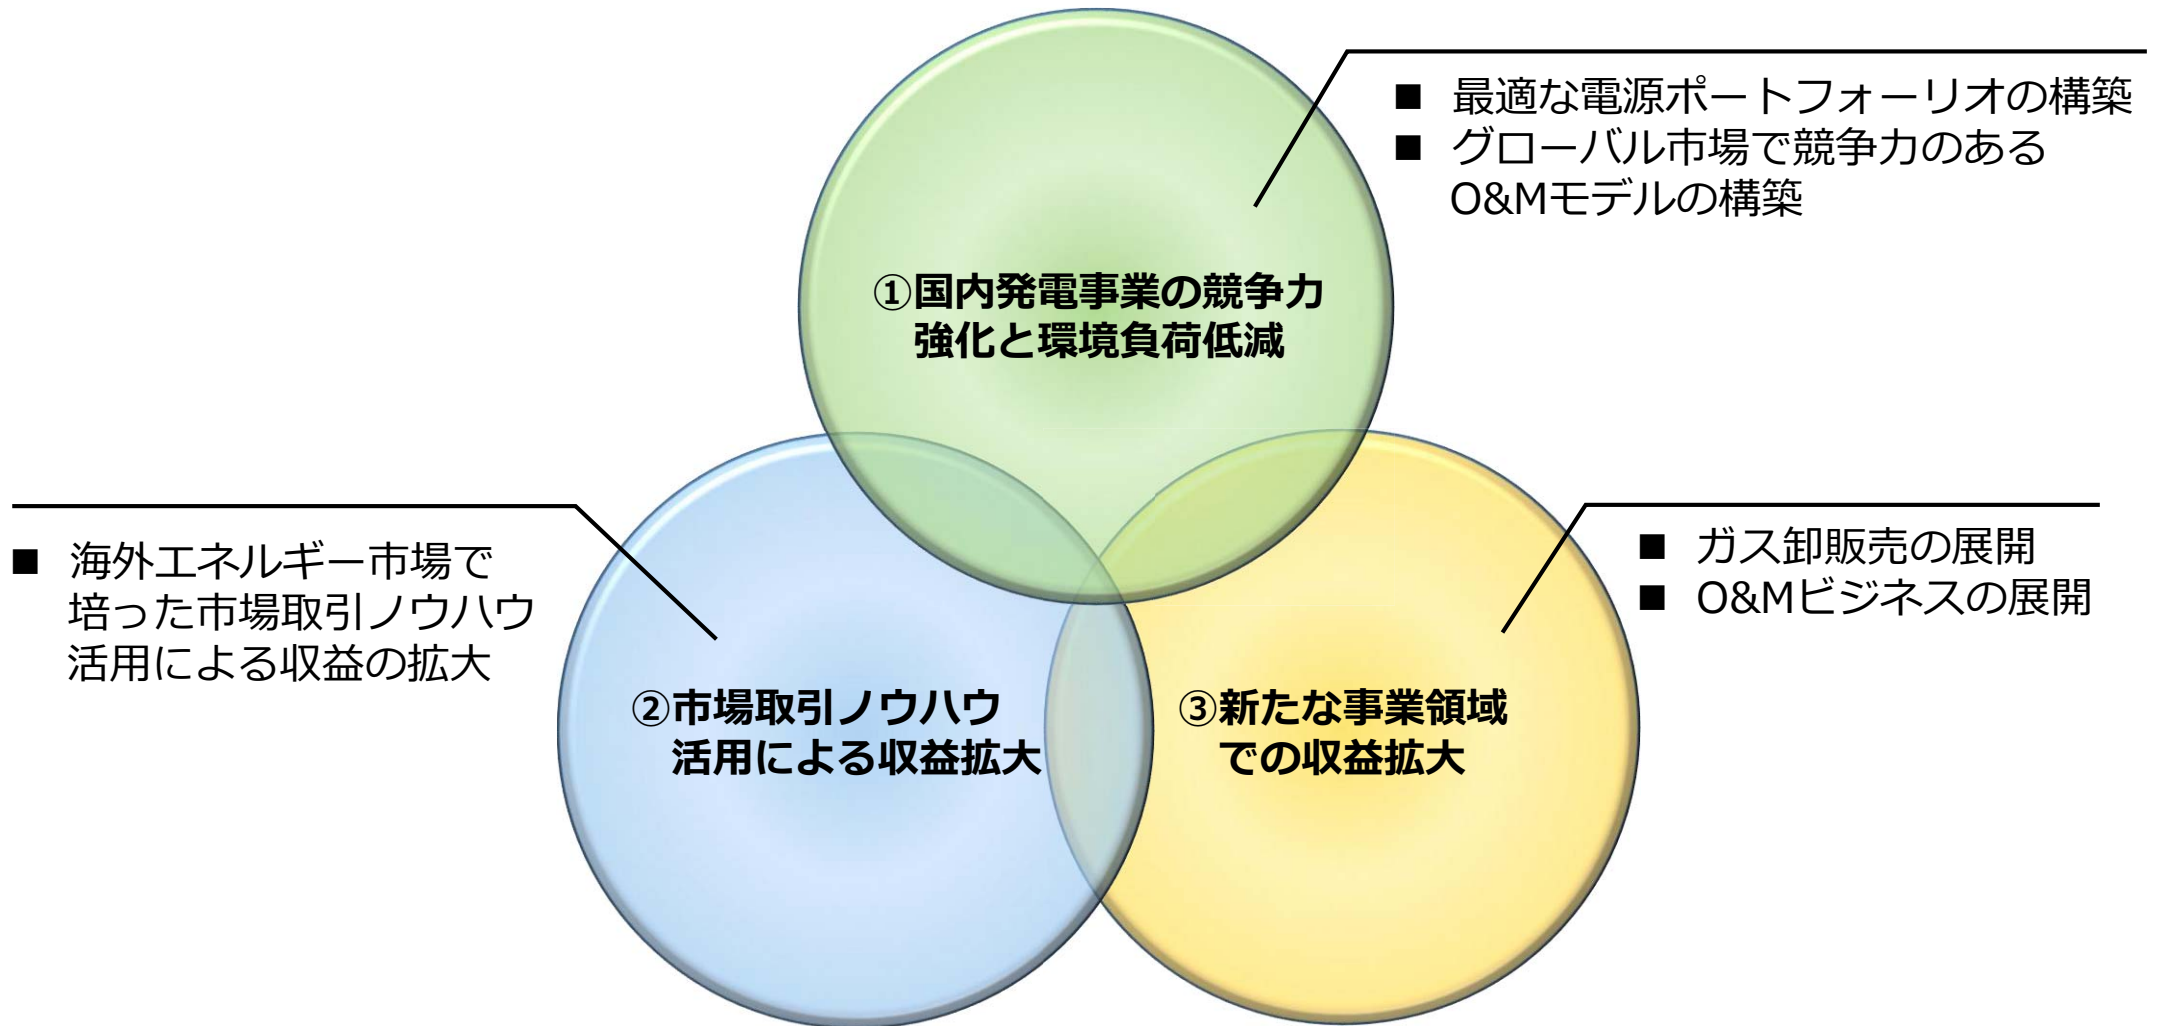 ■ 最適な電源ポートフォーリオの構築
■ グローバル市場で競争力のある
O&Mモデルの構築
①国内発電事業の競争力
強化と環境負荷低減
■ 海外エネルギー市場で
培った市場取引ノウハウ
活用による収益の拡大
■ ガス卸販売の展開
■ O&Mビジネスの展開
②市場取引ノウハウ
活用による収益拡大
③新たな事業領域
での収益拡大